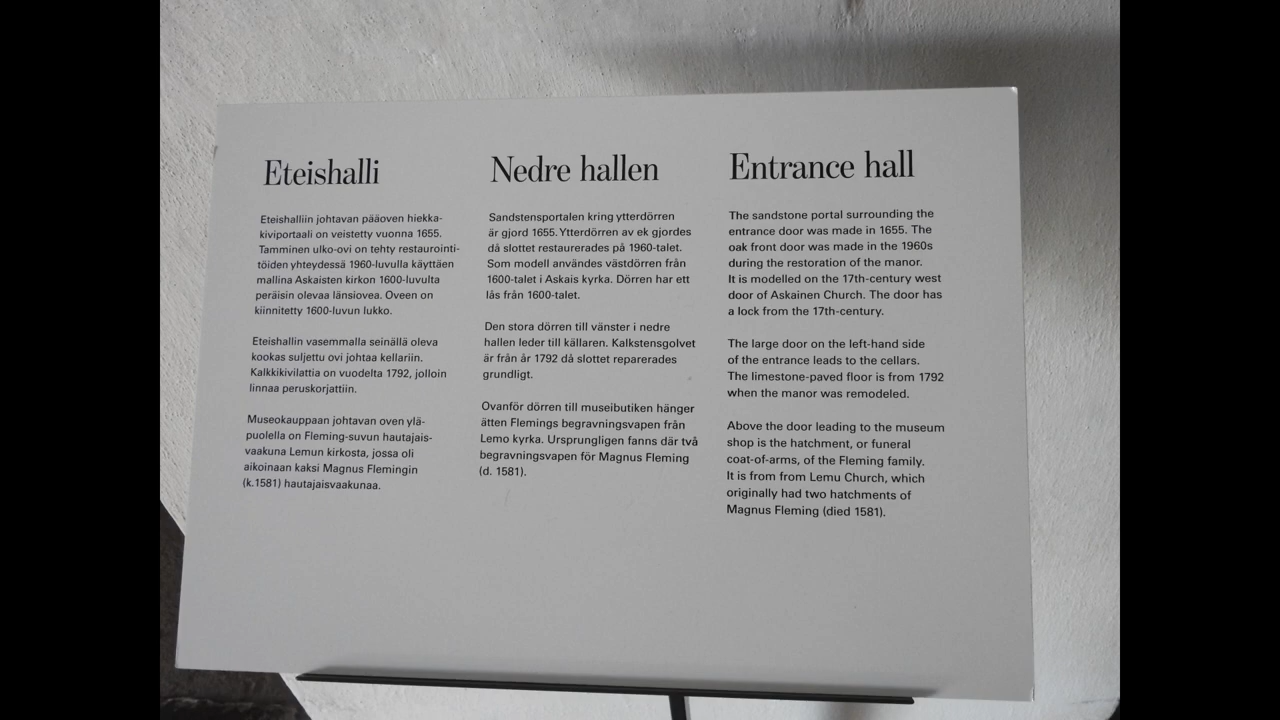 Eteishalli
Eteishalliin johtavan pääoven hiekka-
kiviportaali on veistetty vuonna 1655.
Tamminen ulko-ovi on tehty restaurointi-
töiden yhteydessä 1960-luvulla käyttäen
mallina Askaisten kirkon 1600-luvulta
peräisin olevaa länsiovea. Oveen on
kiinnitetty 1600-luvun lukko.
Eteishallin vasemmalla seinällä oleva
kookas suljettu ovi johtaa kellariin.
Kalkkikivilattia on vuodelta 1792, jolloin
linnaa peruskorjattiin.
Museokauppaan johtavan oven ylä-
puolella on Fleming-suvun hautajais-
vaakuna Lemun kirkosta, jossa oli
aikoinaan kaksi Magnus Flemingin
(k.1581) hautajaisvaakunaa.
Nedre hallen
Sandstensportalen kring ytterdörren
är gjord 1655. Ytterdörren av ek gjordes
då slottet restaurerades på 1960-talet.
Som modell användes västdörren från
1600-talet i Askais kyrka. Dörren har ett
lås från 1600-talet.
Den stora dörren till vänster i nedre
hallen leder till källaren. Kalkstensgolvet
är från år 1792 då slottet reparerades
grundligt.
Ovanför dörren till museibutiken hänger
ätten Flemings begravningsvapen från
Lemo kyrka. Ursprungligen fanns där två
begravningsvapen för Magnus Fleming
(d. 1581).
Entrance hall
The sandstone portal surrounding the
entrance door was made in 1655. The
oak front door was made in the 1960s
during the restoration of the manor.
It is modelled on the 17th-century west
door of Askainen Church. The door has
a lock from the 17th-century.
The large door on the left-hand side
of the entrance leads to the cellars.
The limestone-paved floor is from 1792
when the manor was remodeled.
Above the door leading to the museum
shop is the hatchment, or funeral
coat-of-arms, of the Fleming family.
It is from from Lemu Church, which
originally had two hatchments of
Magnus Fleming (died 1581).